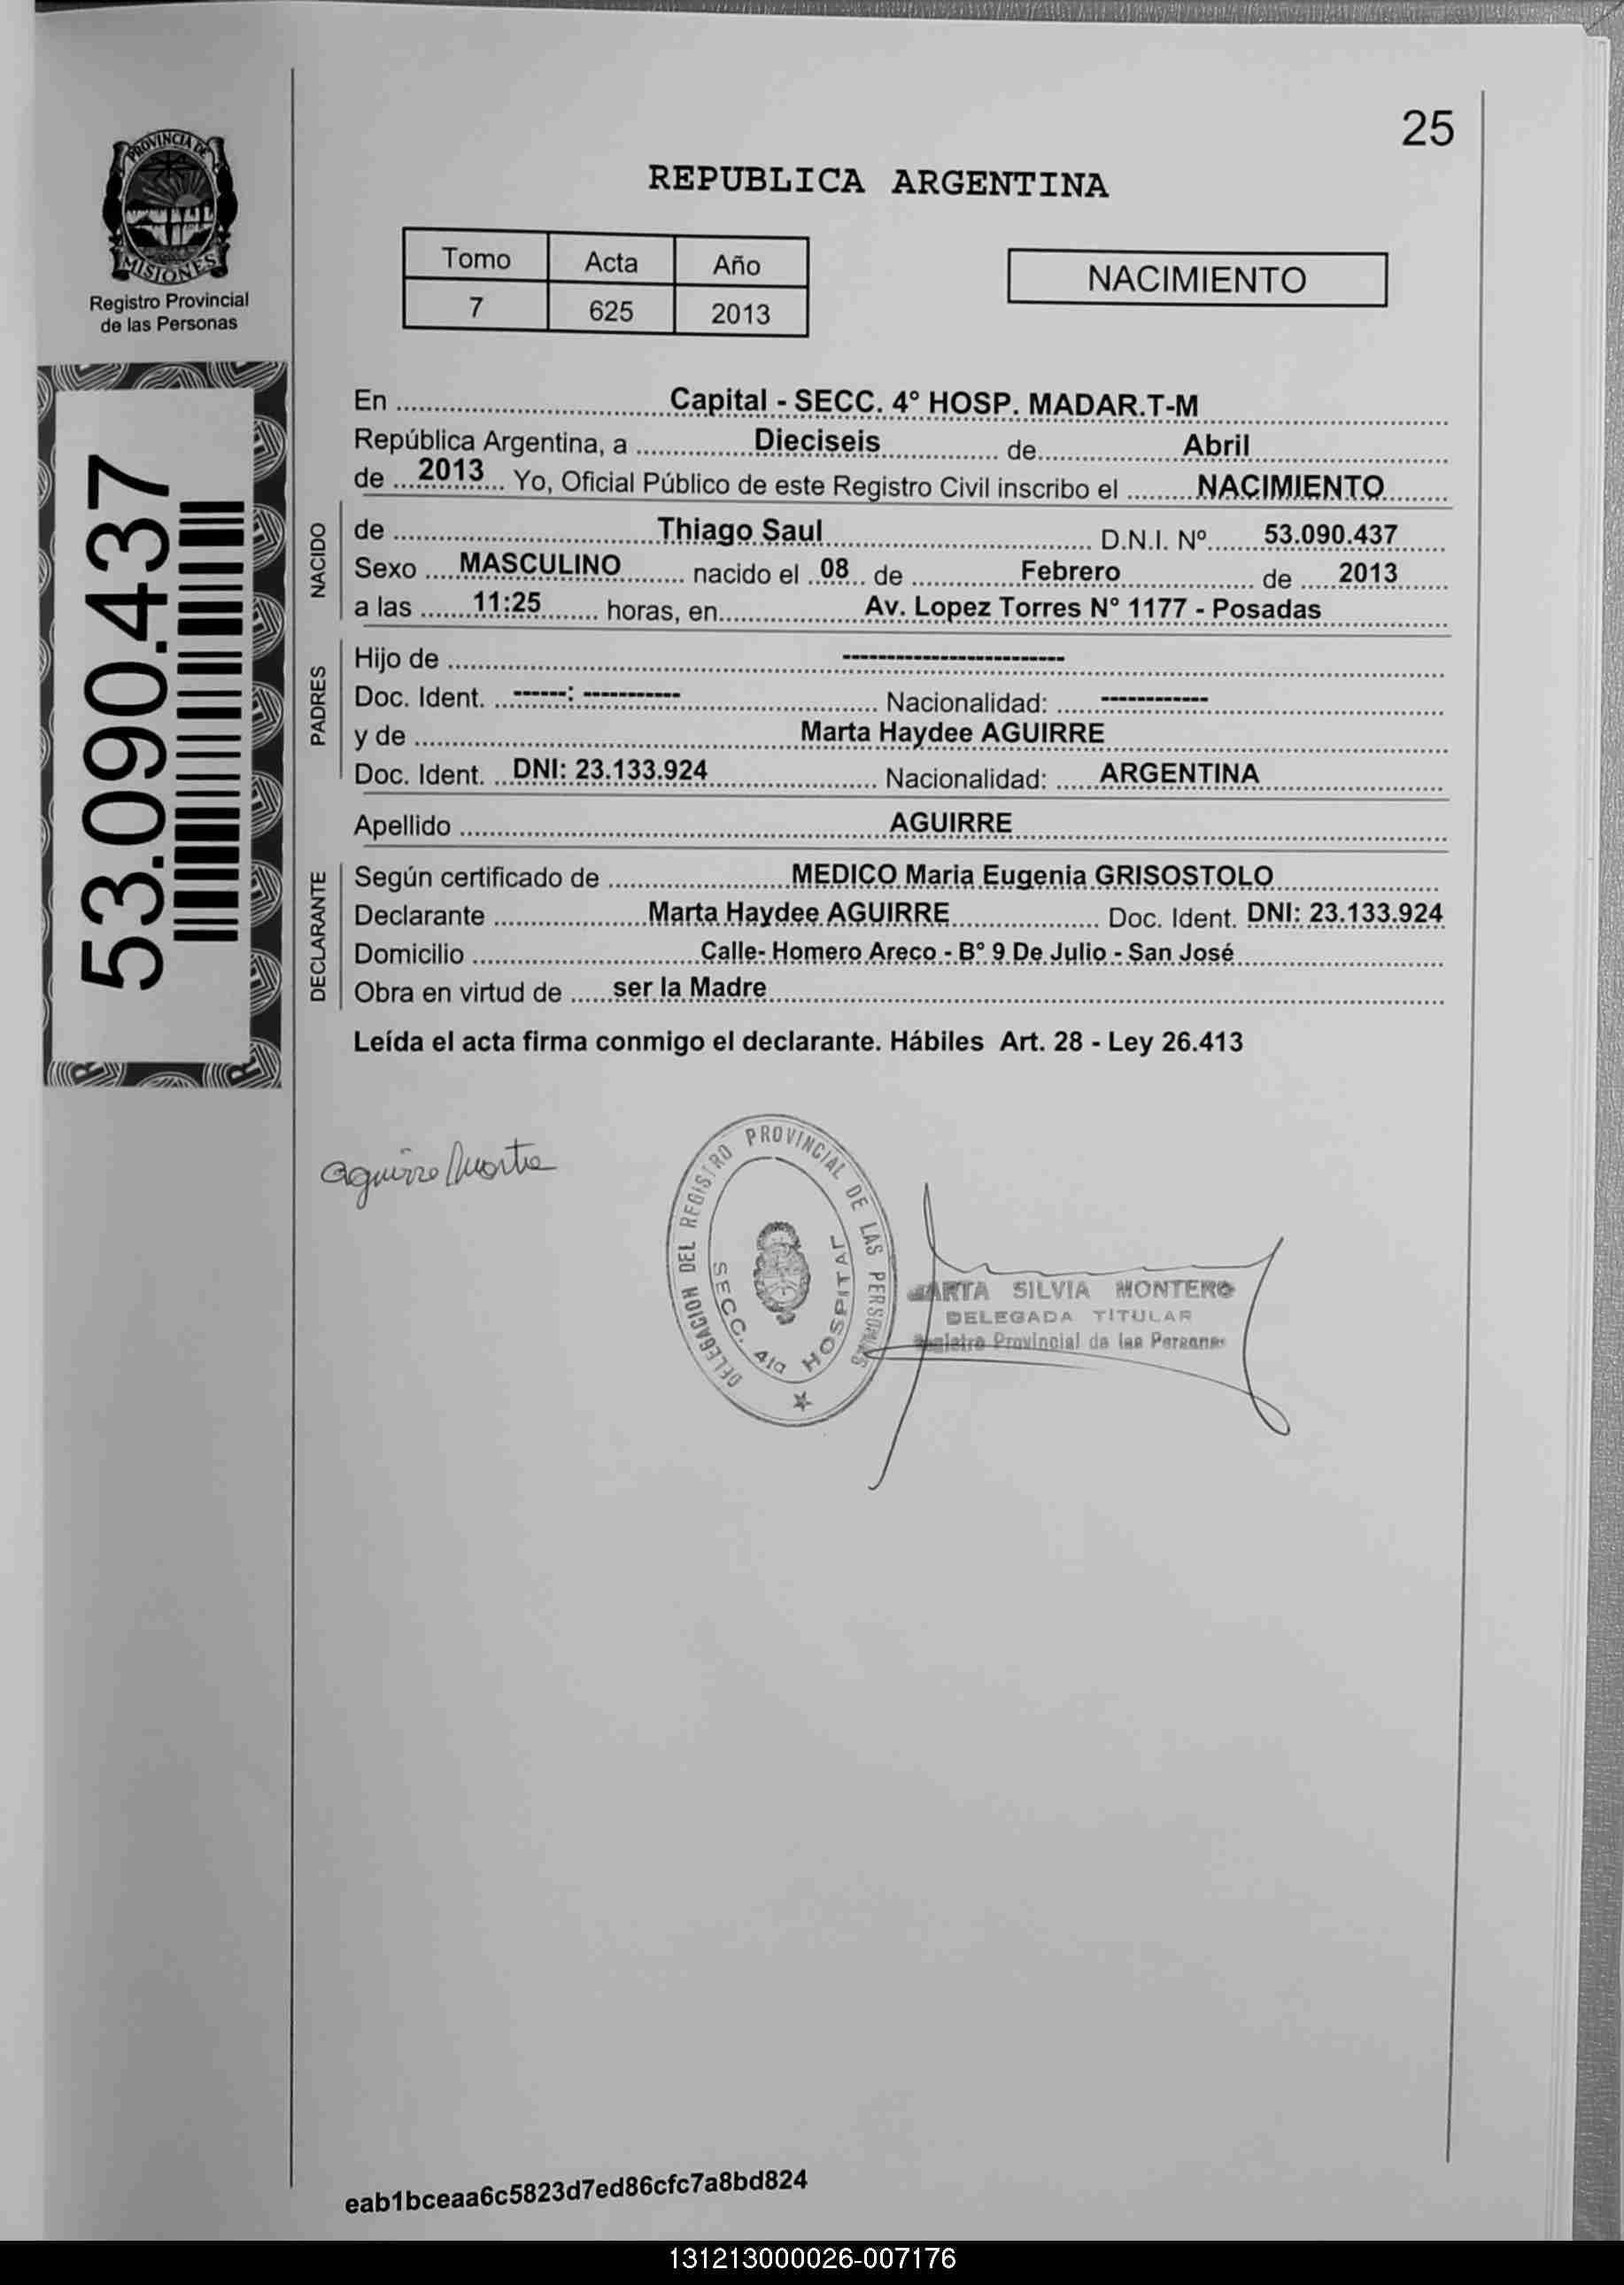 25
PROVINCIA DE
MISIONES
Registro Provincial
de las Personas
REPUBLICA ARGENTINA
Tomo Acta Año
7 625 2013
NACIMIENTO
53.090.437
En Capital - SECC. 4° HOSP. MADAR.T-M
República Argentina, a Dieciseis de Abril
de 2013 Yo, Oficial Público de este Registro Civil inscribo el NACIMIENTO
NACIDO
de Thiago Saul D.N.I. Nº 53.090.437
Sexo MASCULINO nacido el 08 de Febrero de 2013
a las 11:25 horas, en Av. Lopez Torres N° 1177 - Posadas
PADRES
Hijo de -------------------------
Doc. Ident. ------: ----------- Nacionalidad: ------------
y de Marta Haydee AGUIRRE
Doc. Ident. DNI: 23.133.924 Nacionalidad: ARGENTINA
Apellido AGUIRRE
DECLARANTE
Según certificado de MEDICO Maria Eugenia GRISOSTOLO
Declarante Marta Haydee AGUIRRE Doc. Ident. DNI: 23.133.924
Domicilio Calle- Homero Areco - B° 9 De Julio - San José
Obra en virtud de ser la Madre
Leída el acta firma conmigo el declarante. Hábiles Art. 28 - Ley 26.413
Aguirre Marta
DELEGACION DEL REGISTRO PROVINCIAL DE LAS PERSONAS
SECC. 4ta HOSPITAL
MARTA SILVIA MONTERO
DELEGADA TITULAR
Registro Provincial de las Personas
eab1bceaa6c5823d7ed86cfc7a8bd824
131213000026-007176